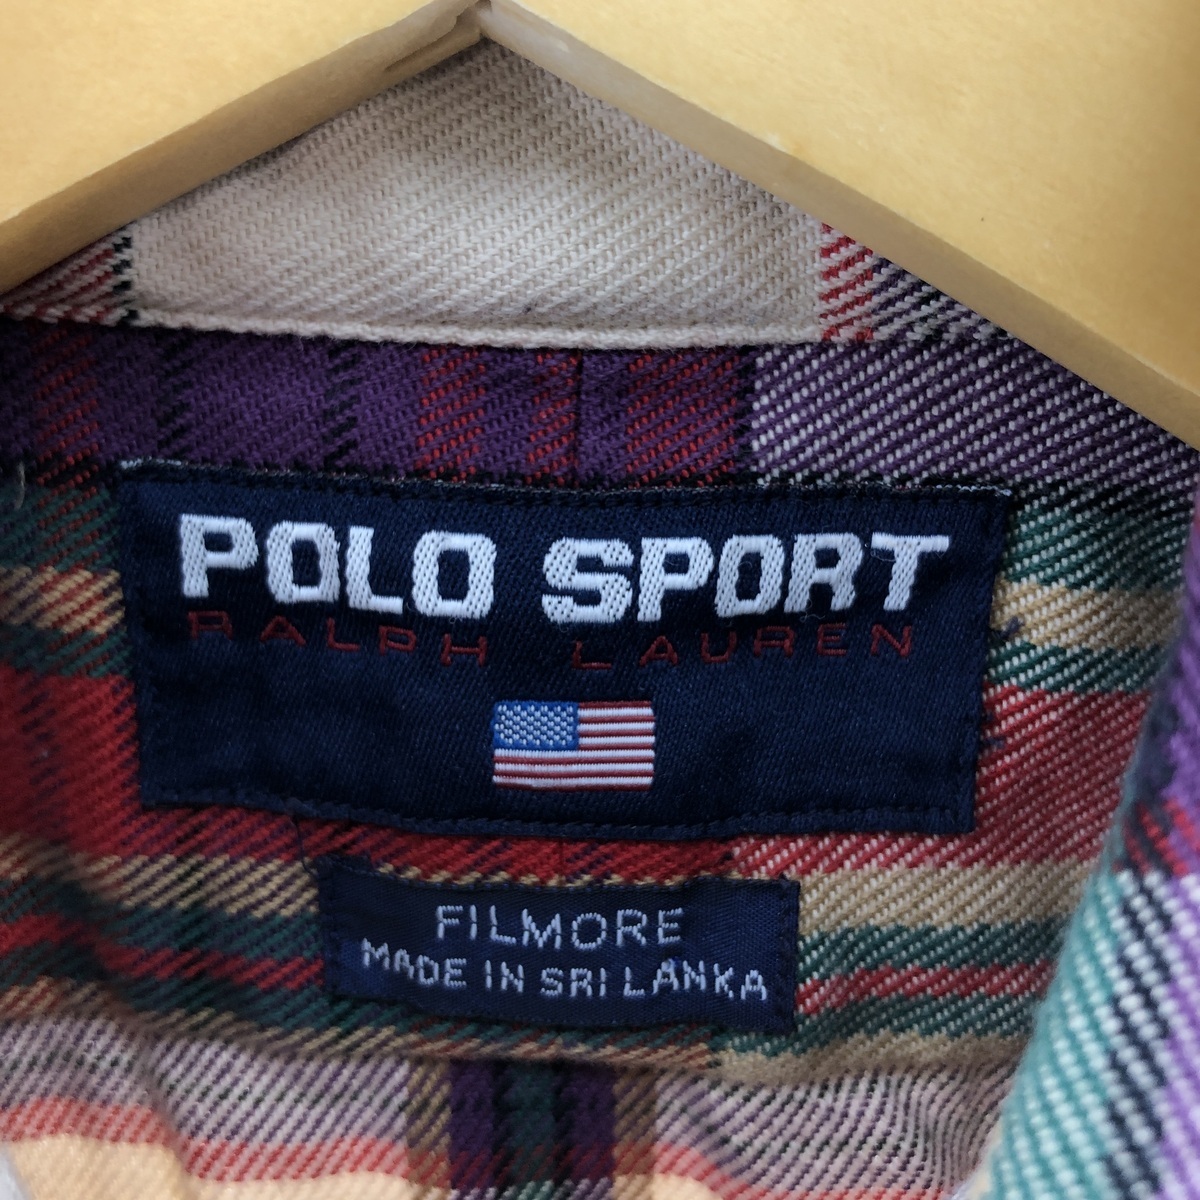 POLO SPORT
RALPH LAUREN
FILMORE
MADE IN SRI LANKA